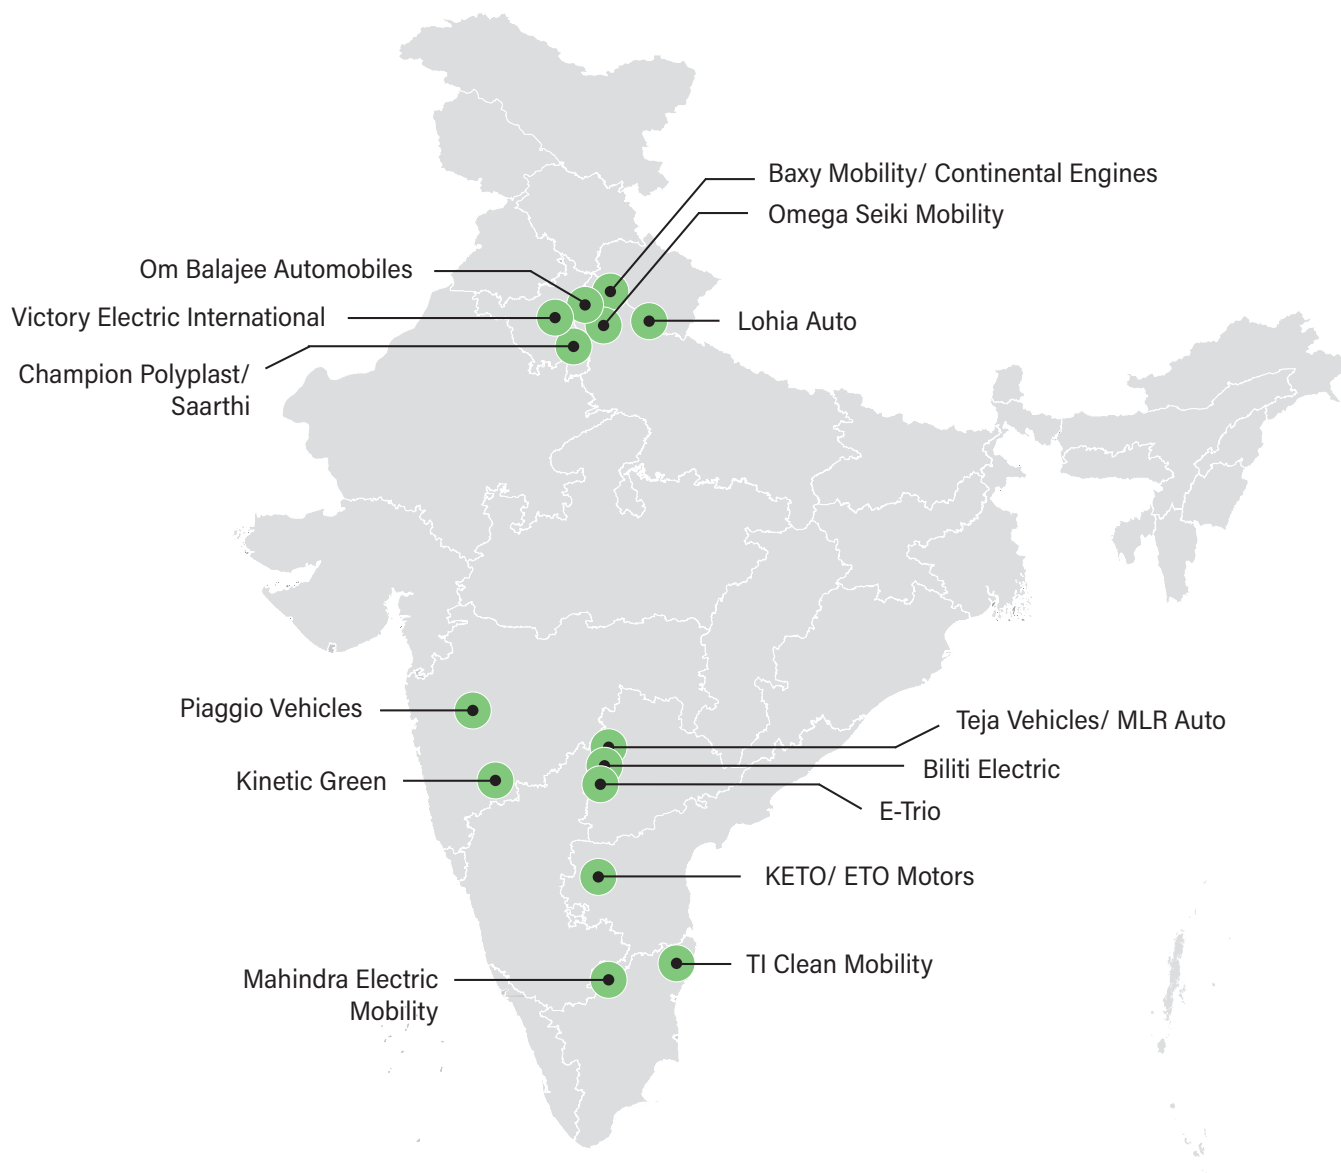 Baxy Mobility/ Continental Engines
Omega Seiki Mobility
Om Balajee Automobiles
Victory Electric International
Lohia Auto
Champion Polyplast/
Saarthi
Piaggio Vehicles
Teja Vehicles/ MLR Auto
Biliti Electric
Kinetic Green
E-Trio
KETO/ ETO Motors
TI Clean Mobility
Mahindra Electric
Mobility